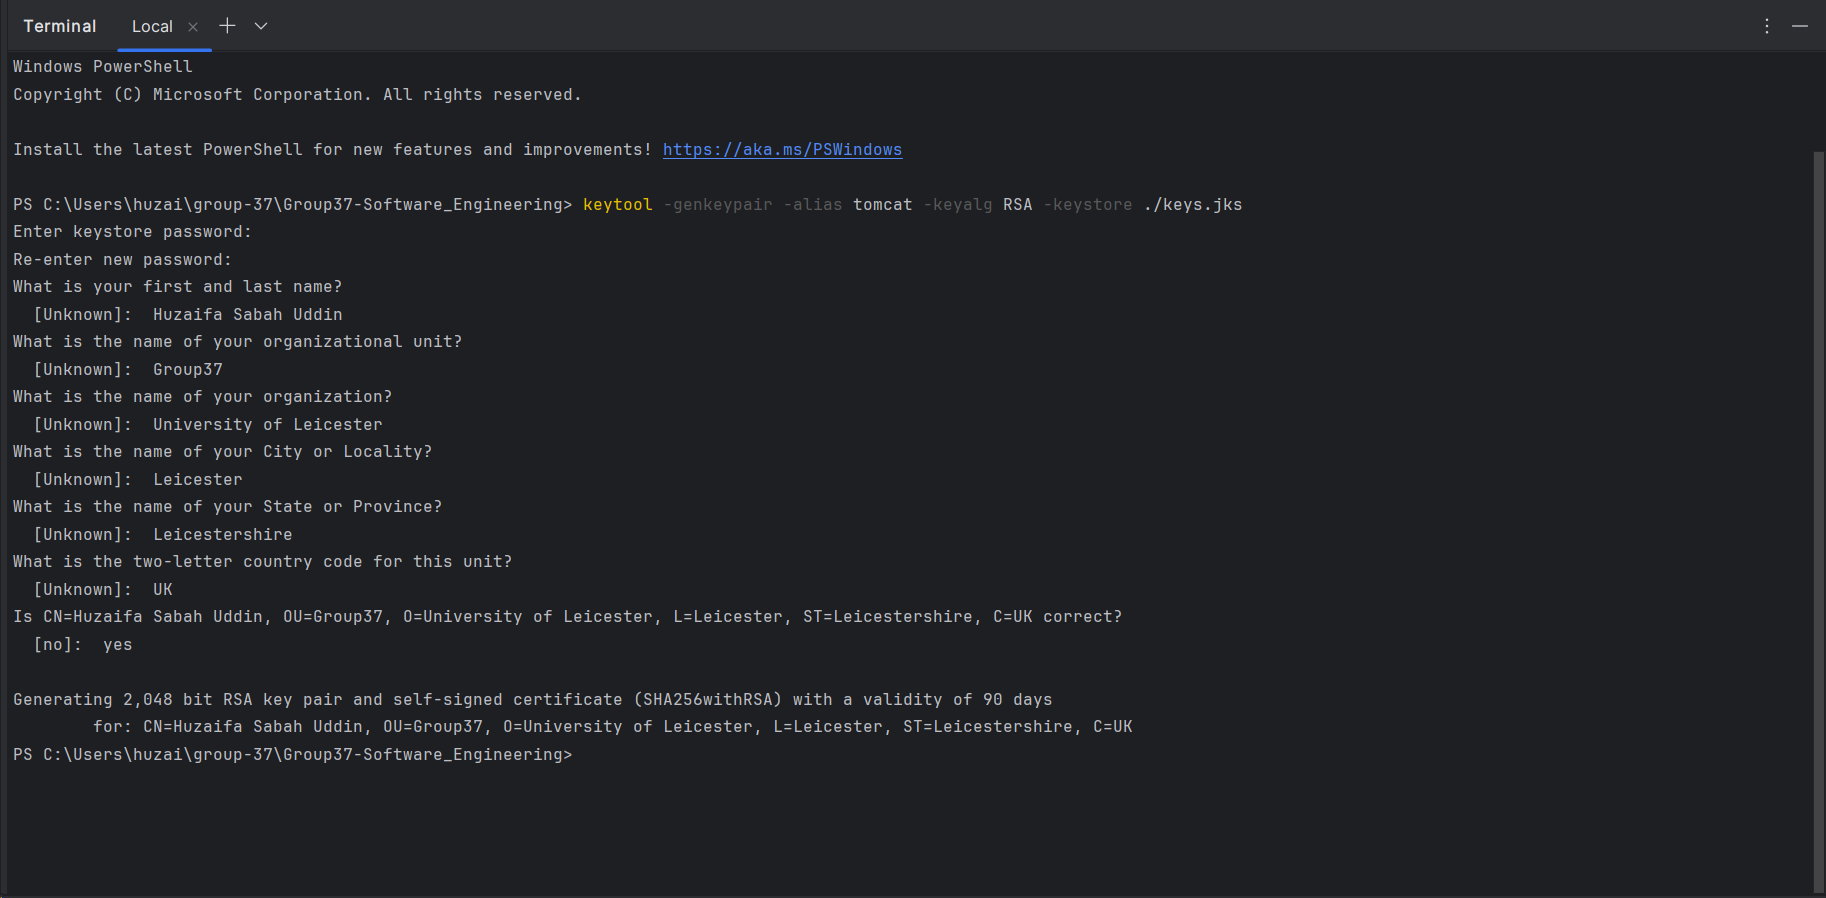 Terminal Local
Windows PowerShell
Copyright (C) Microsoft Corporation. All rights reserved.
Install the latest PowerShell for new features and improvements! https://aka.ms/PSWindows
PS C:\Users\huzai\group-37\Group37-Software_Engineering> keytool -genkeypair -alias tomcat -keyalg RSA -keystore ./keys.jks
Enter keystore password:
Re-enter new password:
What is your first and last name?
  [Unknown]:  Huzaifa Sabah Uddin
What is the name of your organizational unit?
  [Unknown]:  Group37
What is the name of your organization?
  [Unknown]:  University of Leicester
What is the name of your City or Locality?
  [Unknown]:  Leicester
What is the name of your State or Province?
  [Unknown]:  Leicestershire
What is the two-letter country code for this unit?
  [Unknown]:  UK
Is CN=Huzaifa Sabah Uddin, OU=Group37, O=University of Leicester, L=Leicester, ST=Leicestershire, C=UK correct?
  [no]:  yes
Generating 2,048 bit RSA key pair and self-signed certificate (SHA256withRSA) with a validity of 90 days
        for: CN=Huzaifa Sabah Uddin, OU=Group37, O=University of Leicester, L=Leicester, ST=Leicestershire, C=UK
PS C:\Users\huzai\group-37\Group37-Software_Engineering>